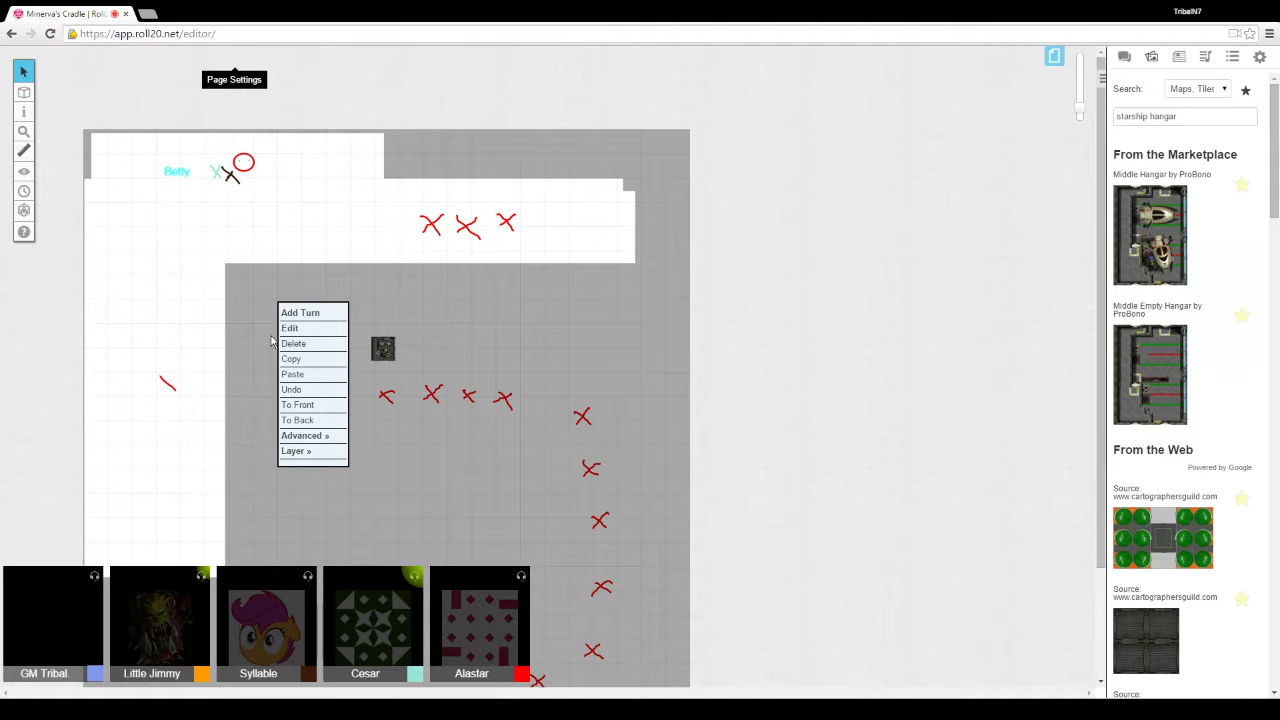 TribalN7
Minerva's Cradle | Roll
https://app.roll20.net/editor/
Page Settings
Betty
Add Turn
Edit
Delete
Copy
Paste
Undo
To Front
To Back
Advanced »
Layer »
Search:
Maps, Tiles
starship hangar
From the Marketplace
Middle Hangar by ProBono
Middle Empty Hangar by
ProBono
From the Web
Powered by Google
Source:
www.cartographersguild.com
Source:
www.cartographersguild.com
Source:
GM Tribal.
Little Jimmy
Syllable
Cesar
Alastar